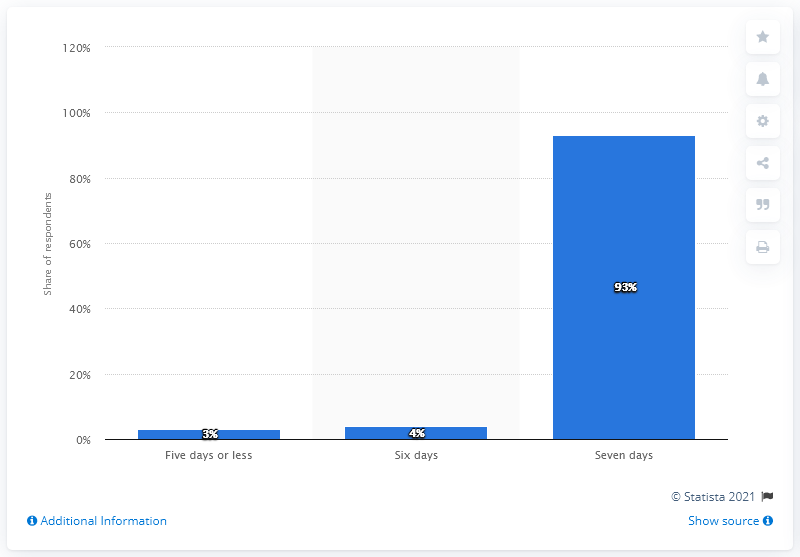 120%
100%
80%
60%
40%
20%
0%
Share of respondents
3%
4%
93%
Five days or less
Six days
Seven days
© Statista 2021
Additional Information
Show source